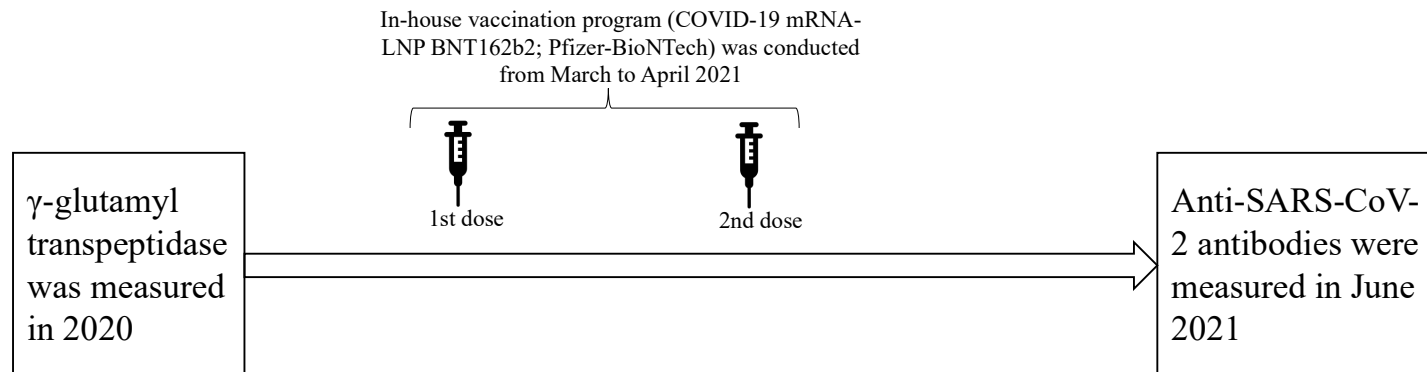 In-house vaccination program (COVID-19 mRNA-
LNP BNT162b2; Pfizer-BioNTech) was conducted
from March to April 2021
1st dose
2nd dose
γ-glutamyl
transpeptidase
was measured
in 2020
Anti-SARS-CoV-
2 antibodies were
measured in June
2021